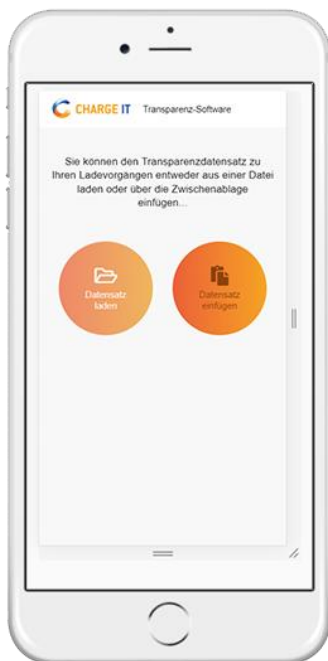 CHARGE IT Transparenz-Software
Sie können den Transparenzdatensatz zu
Ihren Ladevorgängen entweder aus einer Datei
laden oder über die Zwischenablage
einfügen...
Datensatz
laden
Datensatz
einfügen